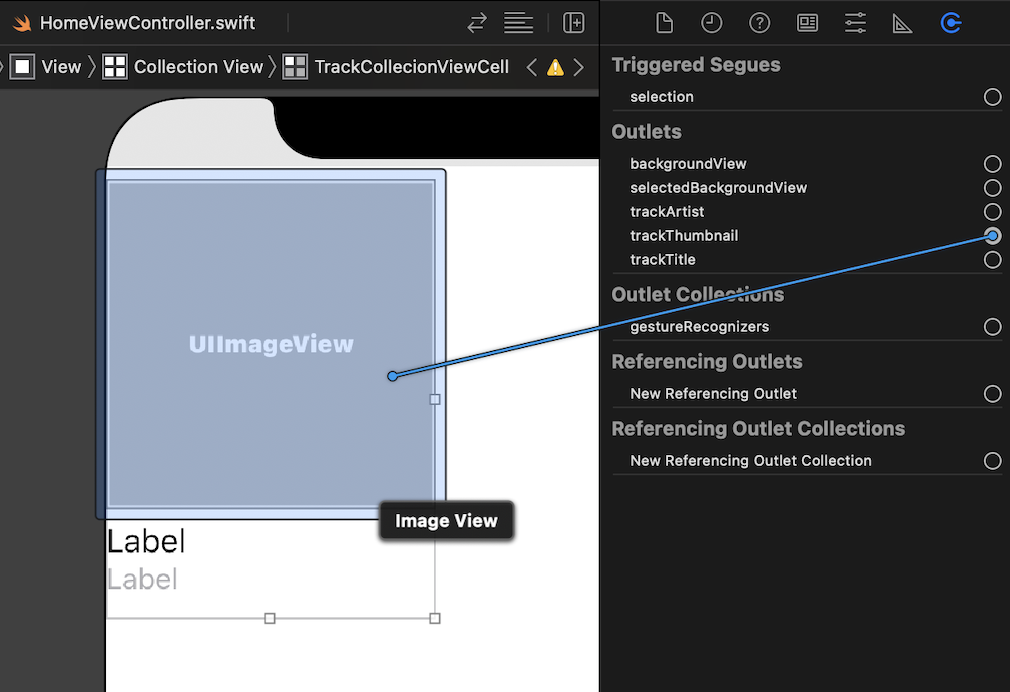 HomeViewController.swift
View
Collection View
TrackCollecionViewCell
UIImageView
Image View
Label
Label
Triggered Segues
selection
Outlets
backgroundView
selectedBackgroundView
trackArtist
trackThumbnail
trackTitle
Outlet Collections
gestureRecognizers
Referencing Outlets
New Referencing Outlet
Referencing Outlet Collections
New Referencing Outlet Collection